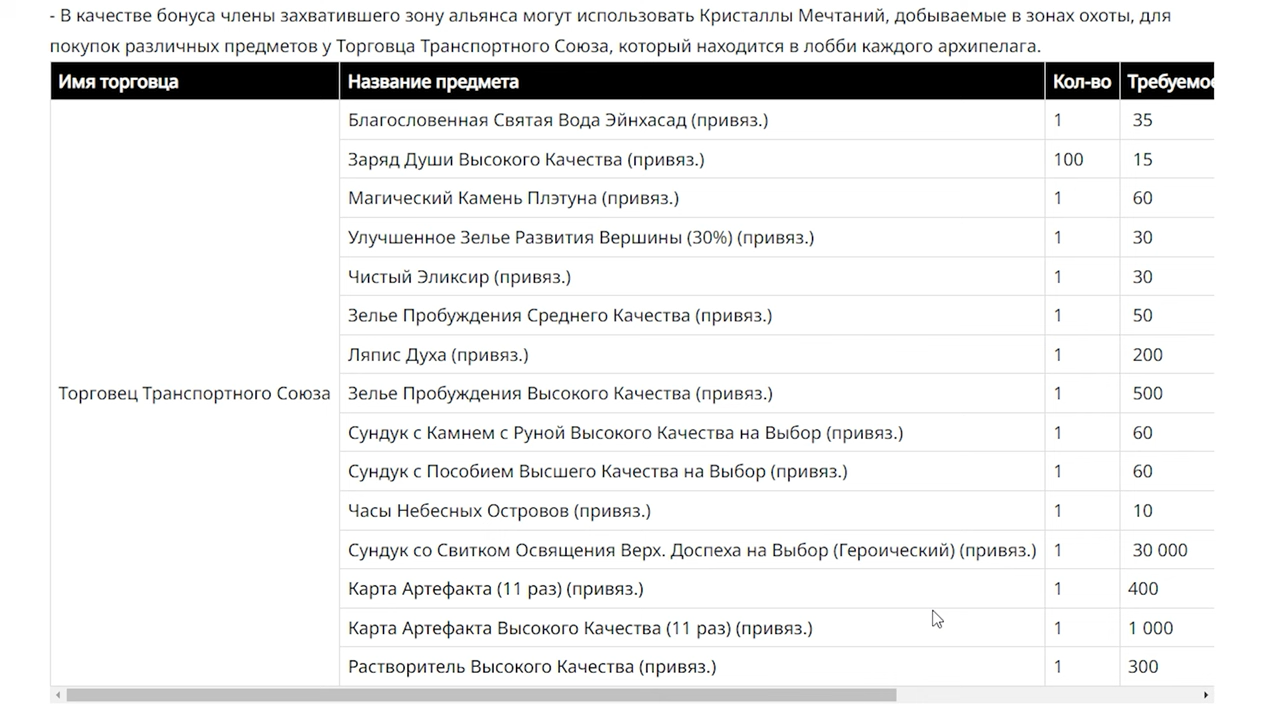 - В качестве бонуса члены захватившего зону альянса могут использовать Кристаллы Мечтаний, добываемые в зонах охоты, для
покупок различных предметов у Торговца Транспортного Союза, который находится в лобби каждого архипелага.
Имя торговца Название предмета Кол-во Требуемое
Благословенная Святая Вода Эйнхасад (привяз.) 1 35
Заряд Души Высокого Качества (привяз.) 100 15
Магический Камень Плэтуна (привяз.) 1 60
Улучшенное Зелье Развития Вершины (30%) (привяз.) 1 30
Чистый Эликсир (привяз.) 1 30
Зелье Пробуждения Среднего Качества (привяз.) 1 50
Ляпис Духа (привяз.) 1 200
Торговец Транспортного Союза Зелье Пробуждения Высокого Качества (привяз.) 1 500
Сундук с Камнем с Руной Высокого Качества на Выбор (привяз.) 1 60
Сундук с Пособием Высшего Качества на Выбор (привяз.) 1 60
Часы Небесных Островов (привяз.) 1 10
Сундук со Свитком Освящения Верх. Доспеха на Выбор (Героический) (привяз.) 1 30 000
Карта Артефакта (11 раз) (привяз.) 1 400
Карта Артефакта Высокого Качества (11 раз) (привяз.) 1 1 000
Растворитель Высокого Качества (привяз.) 1 300